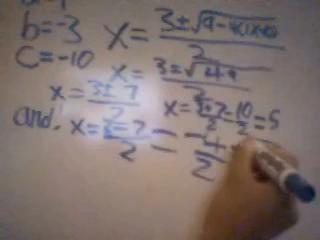 b=-3
c=-10
x=3±√9-4(1x-10)/2
x=3±√49/2
x=3±7/2
x=3+7/2=10/2=5
and! x=3-7/2=-4/2